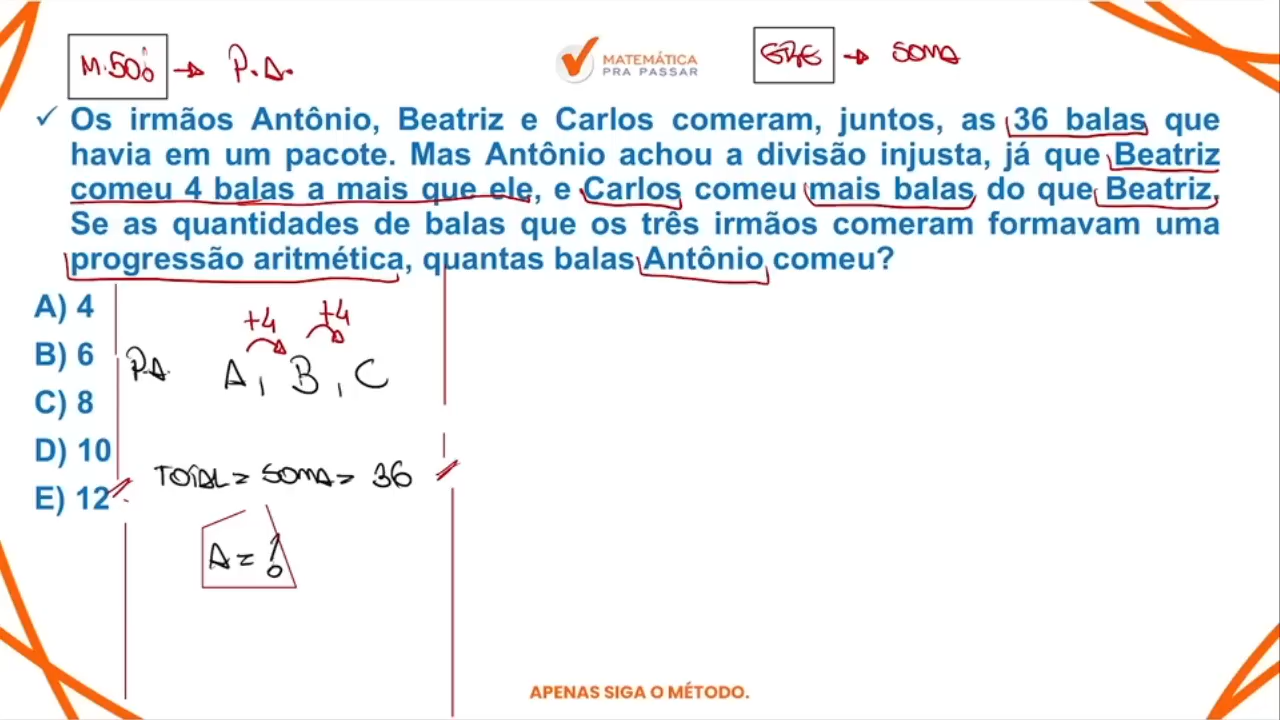 M.500 → P.A.
MATEMÁTICA
PRA PASSAR
→ SOMA
✓ Os irmãos Antônio, Beatriz e Carlos comeram, juntos, as 36 balas que
havia em um pacote. Mas Antônio achou a divisão injusta, já que Beatriz
comeu 4 balas a mais que ele, e Carlos comeu mais balas do que Beatriz.
Se as quantidades de balas que os três irmãos comeram formavam uma
progressão aritmética, quantas balas Antônio comeu?
A) 4
B) 6
C) 8
D) 10
E) 12
+4 +4
P.A. A, B, C
TOTAL = SOMA = 36
A = ?
APENAS SIGA O MÉTODO.